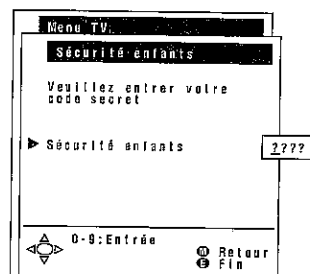 Menu TV
Sécurité enfants
Veuillez entrer votre
code secret
Sécurité enfants
????
0-9:Entrée
M Retour
E Fin